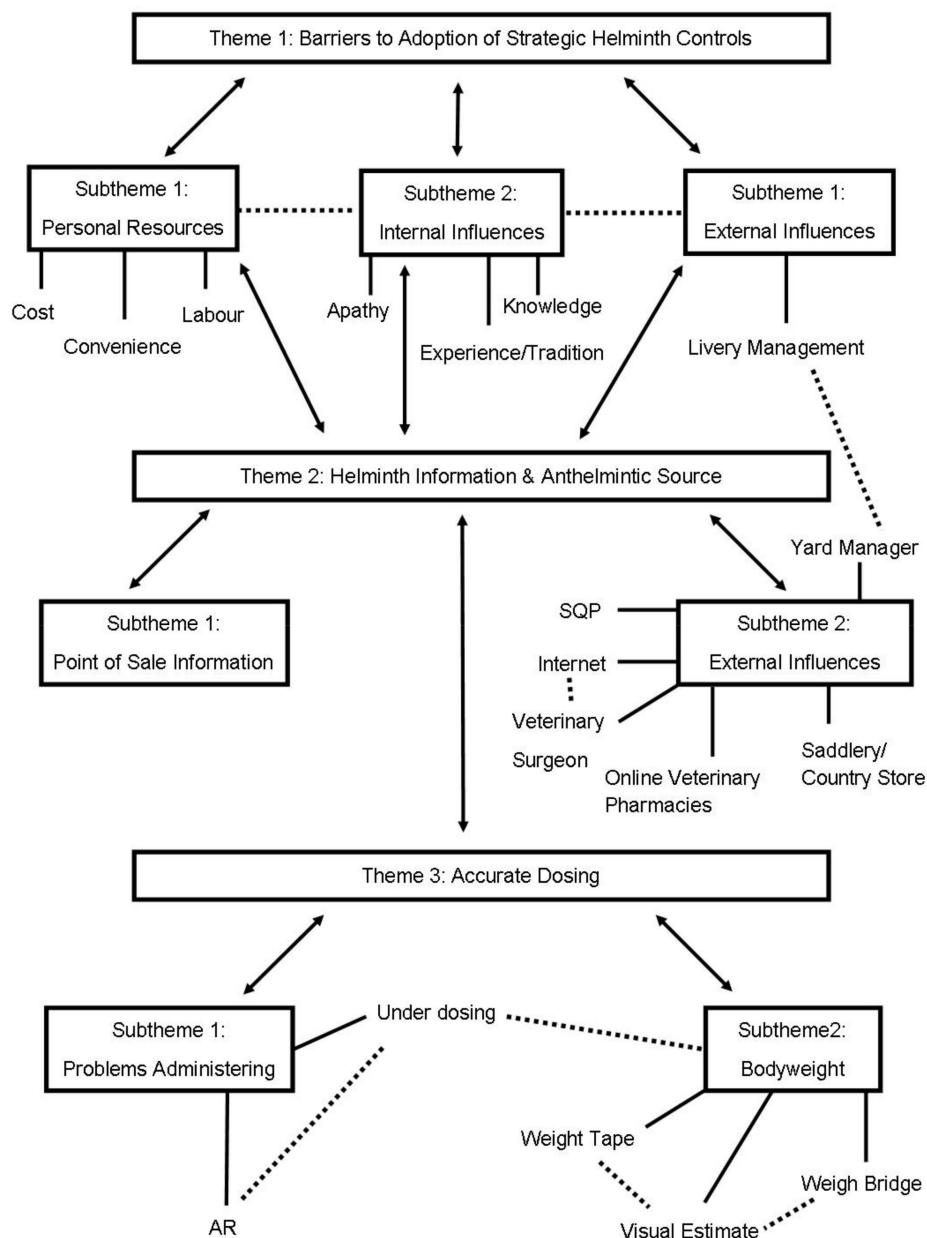 Theme 1: Barriers to Adoption of Strategic Helminth Controls
Subtheme 1:
Personal Resources
Subtheme 2:
Internal Influences
Subtheme 1:
External Influences
Cost
Convenience
Labour
Apathy
Experience/Tradition
Knowledge
Livery Management
Theme 2: Helminth Information & Anthelmintic Source
Yard Manager
Subtheme 1:
Point of Sale Information
Subtheme 2:
External Influences
SQP
Internet
Veterinary
Surgeon
Online Veterinary
Pharmacies
Saddlery/
Country Store
Theme 3: Accurate Dosing
Subtheme 1:
Problems Administering
Under dosing
Subtheme2:
Bodyweight
Weight Tape
Weigh Bridge
AR
Visual Estimate